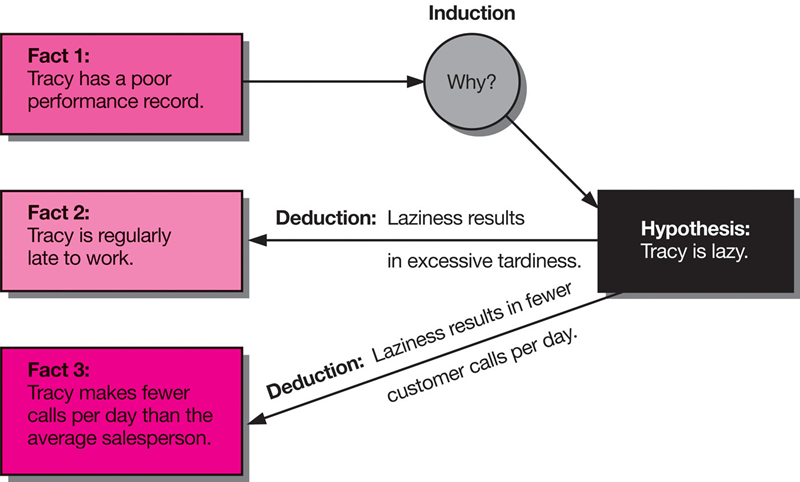 Induction
Fact 1:
Tracy has a poor
performance record.
Why?
Fact 2:
Tracy is regularly
late to work.
Deduction: Laziness results
in excessive tardiness.
Hypothesis:
Tracy is lazy.
Deduction: Laziness results in fewer
customer calls per day.
Fact 3:
Tracy makes fewer
calls per day than the
average salesperson.